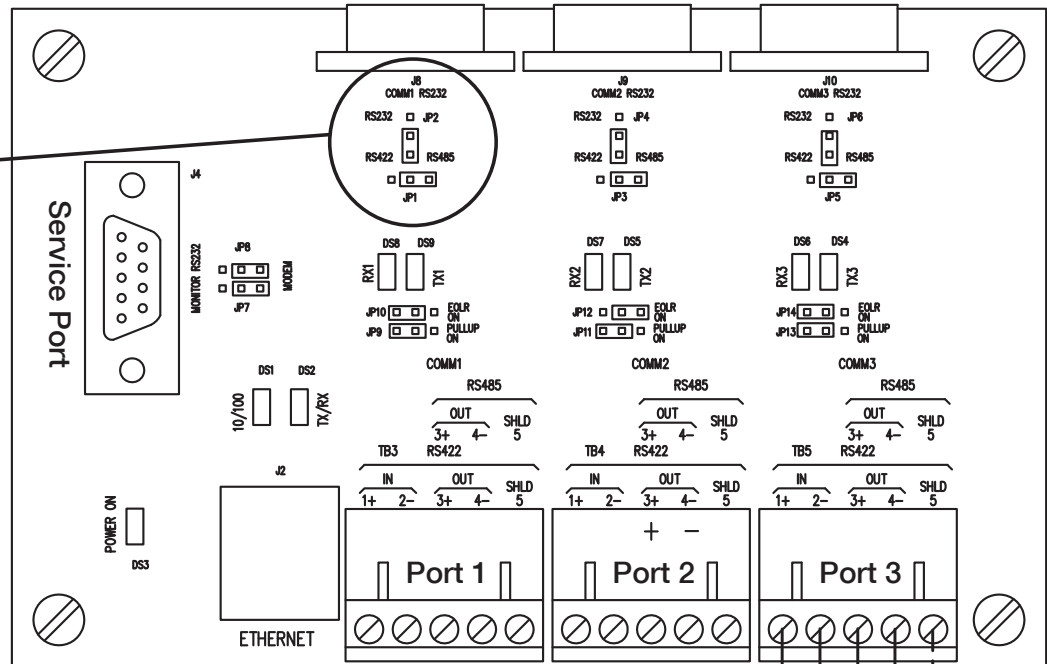 J8 J9 J10
COMM1 RS232 COMM2 RS232 COMM3 RS232
RS232 JP2 RS232 JP4 RS232 JP6
RS422 RS485 RS422 RS485 RS422 RS485
JP1 JP3 JP5
J4
Service Port
MONITOR RS232
JP8
MODEM
JP7
DS8 DS9 DS7 DS5 DS6 DS4
RX1 TX1 RX2 TX2 RX3 TX3
JP10 EOLR ON JP12 EOLR ON JP14 EOLR ON
JP9 PULLUP ON JP11 PULLUP ON JP13 PULLUP ON
COMM1 COMM2 COMM3
DS1 DS2
10/100 TX/RX
RS485 RS485 RS485
OUT SHLD OUT SHLD OUT SHLD
3+ 4– 5 3+ 4– 5 3+ 4– 5
TB3 RS422 TB4 RS422 TB5 RS422
J2
IN OUT SHLD IN OUT SHLD IN OUT SHLD
1+ 2– 3+ 4– 5 1+ 2– 3+ 4– 5 1+ 2– 3+ 4– 5
POWER ON
DS3
+ –
Port 1 Port 2 Port 3
ETHERNET